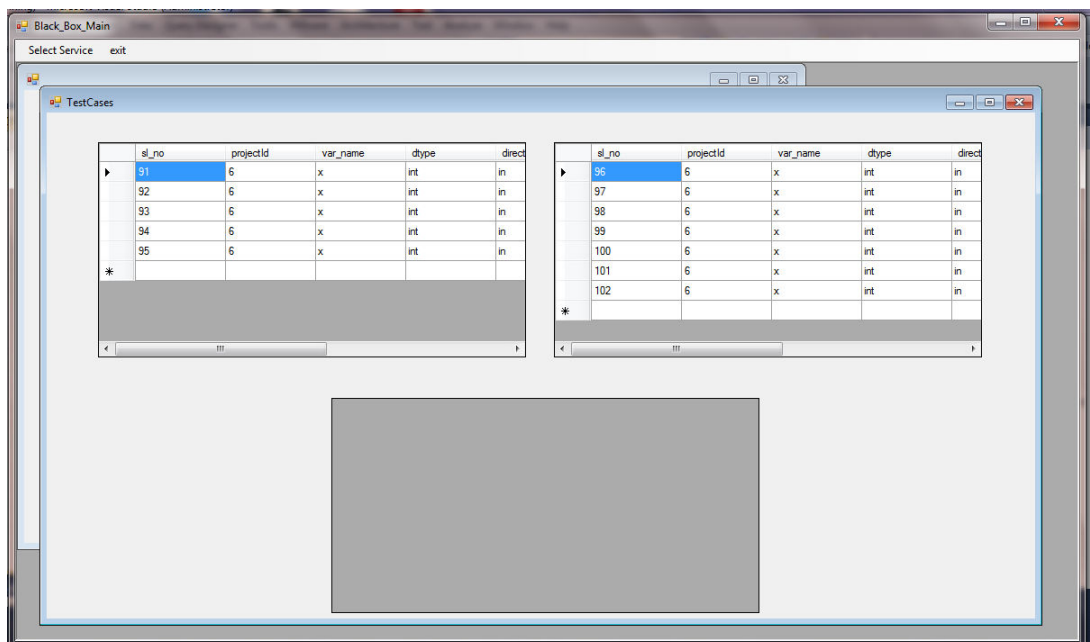 Black_Box_Main
Select Service exit
TestCases
sl_no projectId var_name dtype direct
91 6 x int in
92 6 x int in
93 6 x int in
94 6 x int in
95 6 x int in
sl_no projectId var_name dtype direct
96 6 x int in
97 6 x int in
98 6 x int in
99 6 x int in
100 6 x int in
101 6 x int in
102 6 x int in